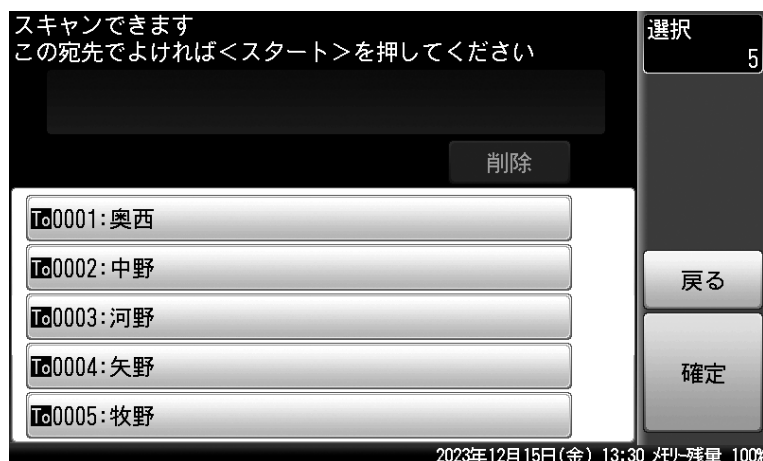 スキャンできます
この宛先でよければ＜スタート＞を押してください
選択
5
削除
To0001:奥西
To0002:中野
To0003:河野
To0004:矢野
To0005:牧野
戻る
確定
2023年12月15日(金) 13:30 ﾒﾓﾘｰ残量 100%